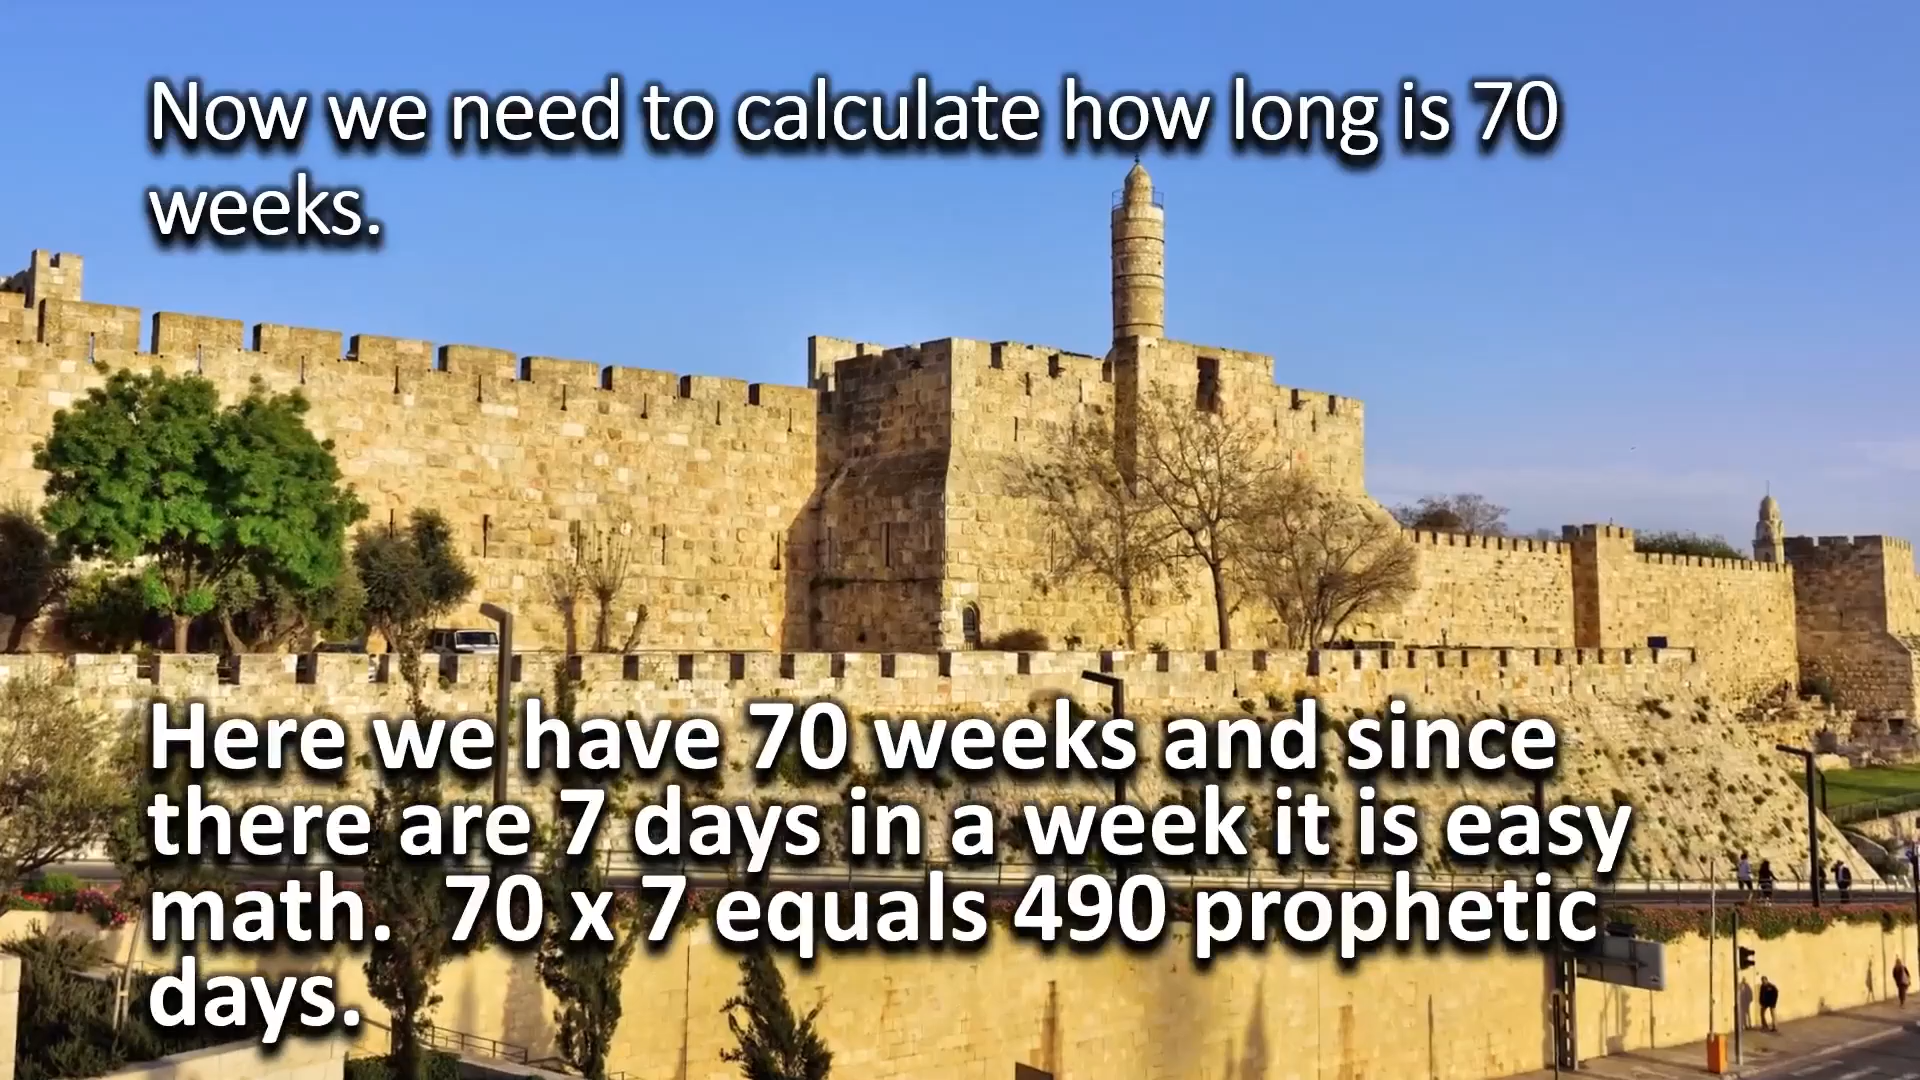 Now we need to calculate how long is 70
weeks.
Here we have 70 weeks and since
there are 7 days in a week it is easy
math.  70 x 7 equals 490 prophetic
days.